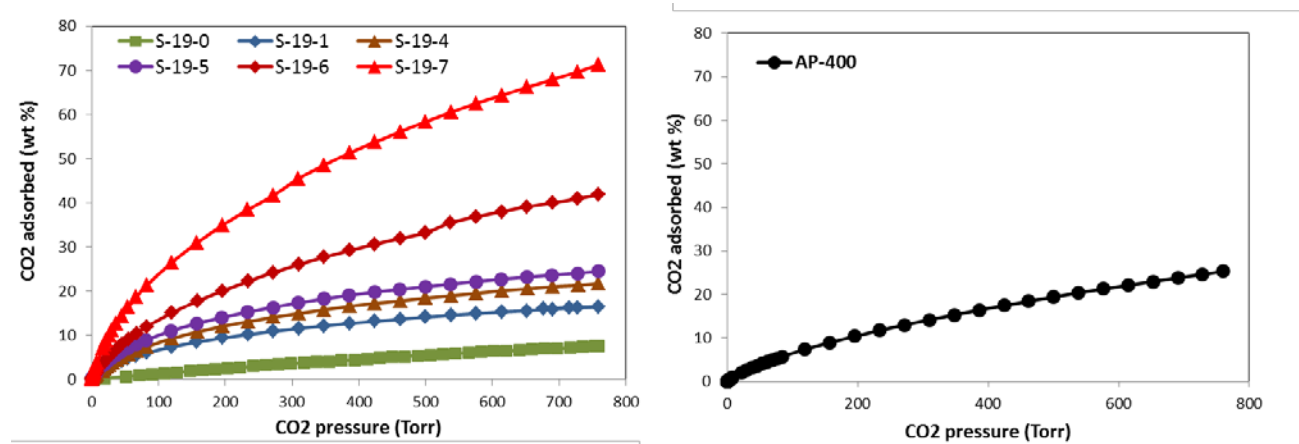 80
70
60
50
40
30
20
10
0
CO2 adsorbed (wt %)
S-19-0 S-19-1 S-19-4
S-19-5 S-19-6 S-19-7
0 100 200 300 400 500 600 700 800
CO2 pressure (Torr)
80
70
60
50
40
30
20
10
0
CO2 adsorbed (wt %)
AP-400
0 200 400 600 800
CO2 pressure (Torr)